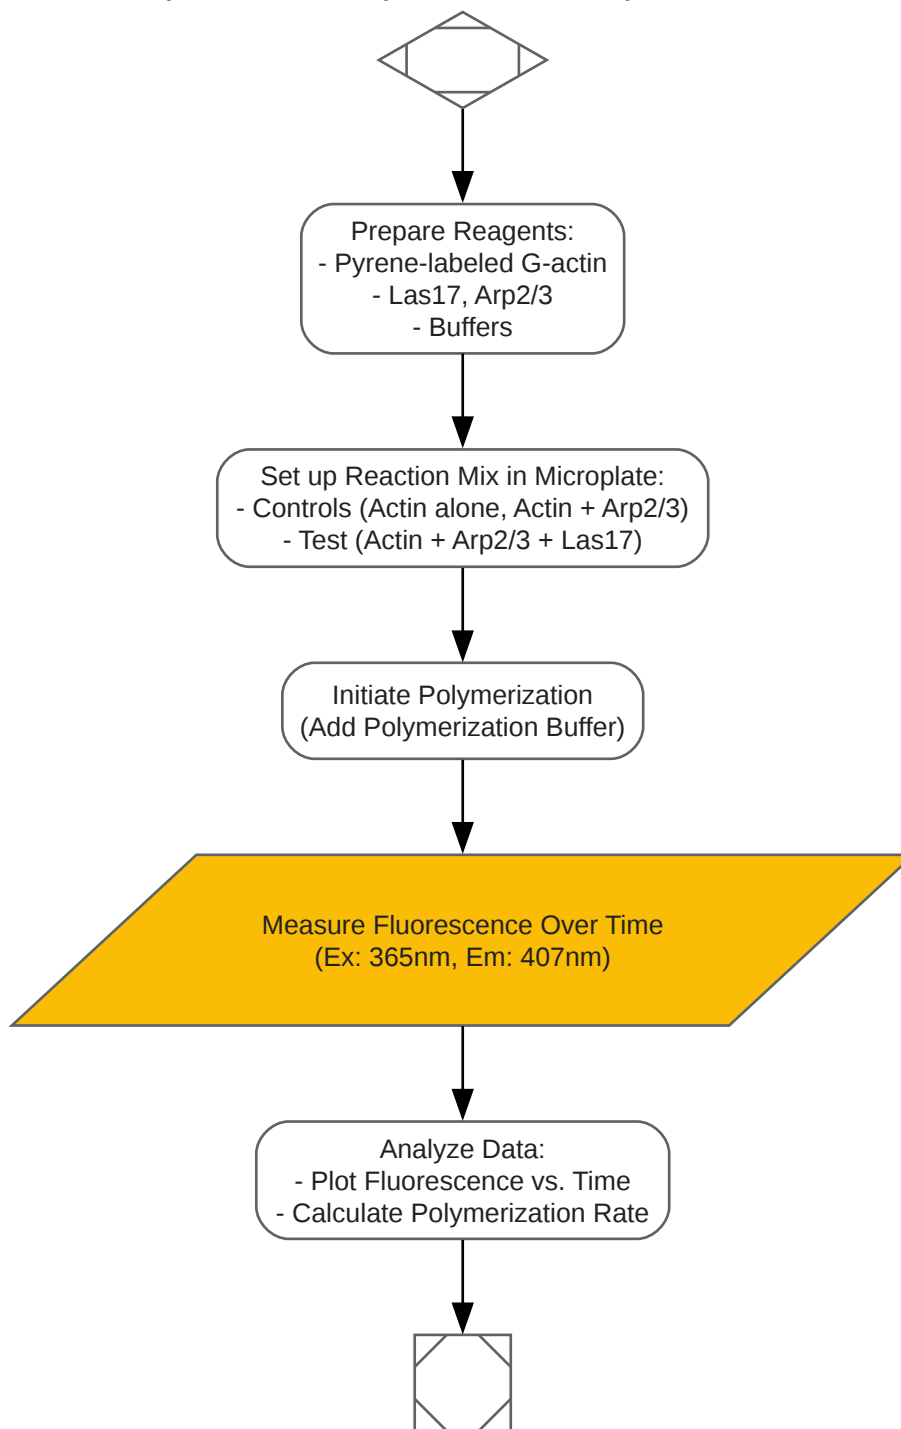 Prepare Reagents:
- Pyrene-labeled G-actin
- Las17, Arp2/3
- Buffers
Set up Reaction Mix in Microplate:
- Controls (Actin alone, Actin + Arp2/3)
- Test (Actin + Arp2/3 + Las17)
Initiate Polymerization
(Add Polymerization Buffer)
Measure Fluorescence Over Time
(Ex: 365nm, Em: 407nm)
Analyze Data:
- Plot Fluorescence vs. Time
- Calculate Polymerization Rate